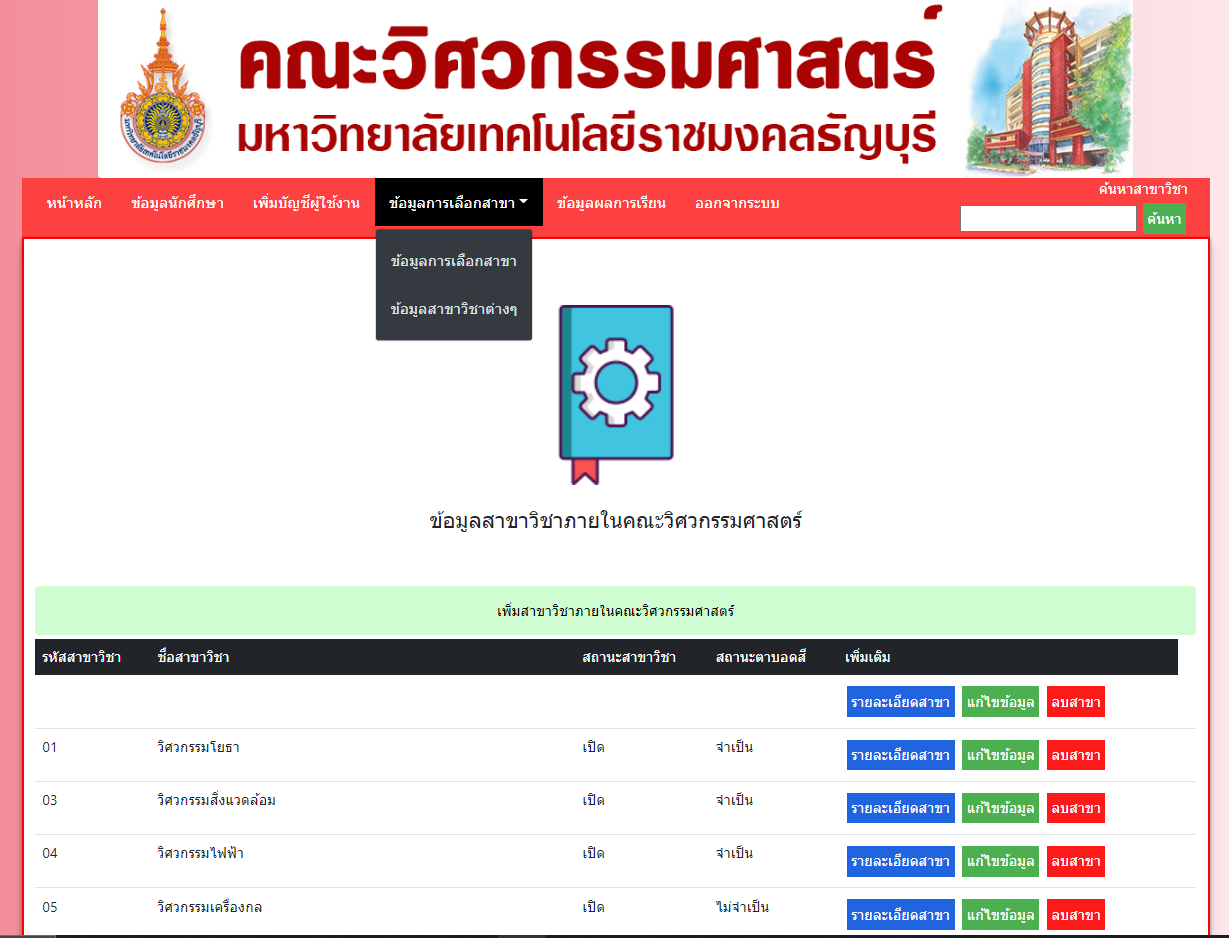 คณะวิศวกรรมศาสตร์
มหาวิทยาลัยเทคโนโลยีราชมงคลธัญบุรี
มหาวิทยาลัยเทคโนโลยีราชมงคลธัญบุรี
หน้าหลัก ข้อมูลนักศึกษา เพิ่มบัญชีผู้ใช้งาน ข้อมูลการเลือกสาขา ข้อมูลผลการเรียน ออกจากระบบ
ค้นหาสาขาวิชา
ค้นหา
ข้อมูลการเลือกสาขา
ข้อมูลสาขาวิชาต่างๆ
ข้อมูลสาขาวิชาภายในคณะวิศวกรรมศาสตร์
เพิ่มสาขาวิชาภายในคณะวิศวกรรมศาสตร์
รหัสสาขาวิชา ชื่อสาขาวิชา สถานะสาขาวิชา สถานะตาบอดสี เพิ่มเติม
รายละเอียดสาขา แก้ไขข้อมูล ลบสาขา
01 วิศวกรรมโยธา เปิด จำเป็น รายละเอียดสาขา แก้ไขข้อมูล ลบสาขา
03 วิศวกรรมสิ่งแวดล้อม เปิด จำเป็น รายละเอียดสาขา แก้ไขข้อมูล ลบสาขา
04 วิศวกรรมไฟฟ้า เปิด จำเป็น รายละเอียดสาขา แก้ไขข้อมูล ลบสาขา
05 วิศวกรรมเครื่องกล เปิด ไม่จำเป็น รายละเอียดสาขา แก้ไขข้อมูล ลบสาขา